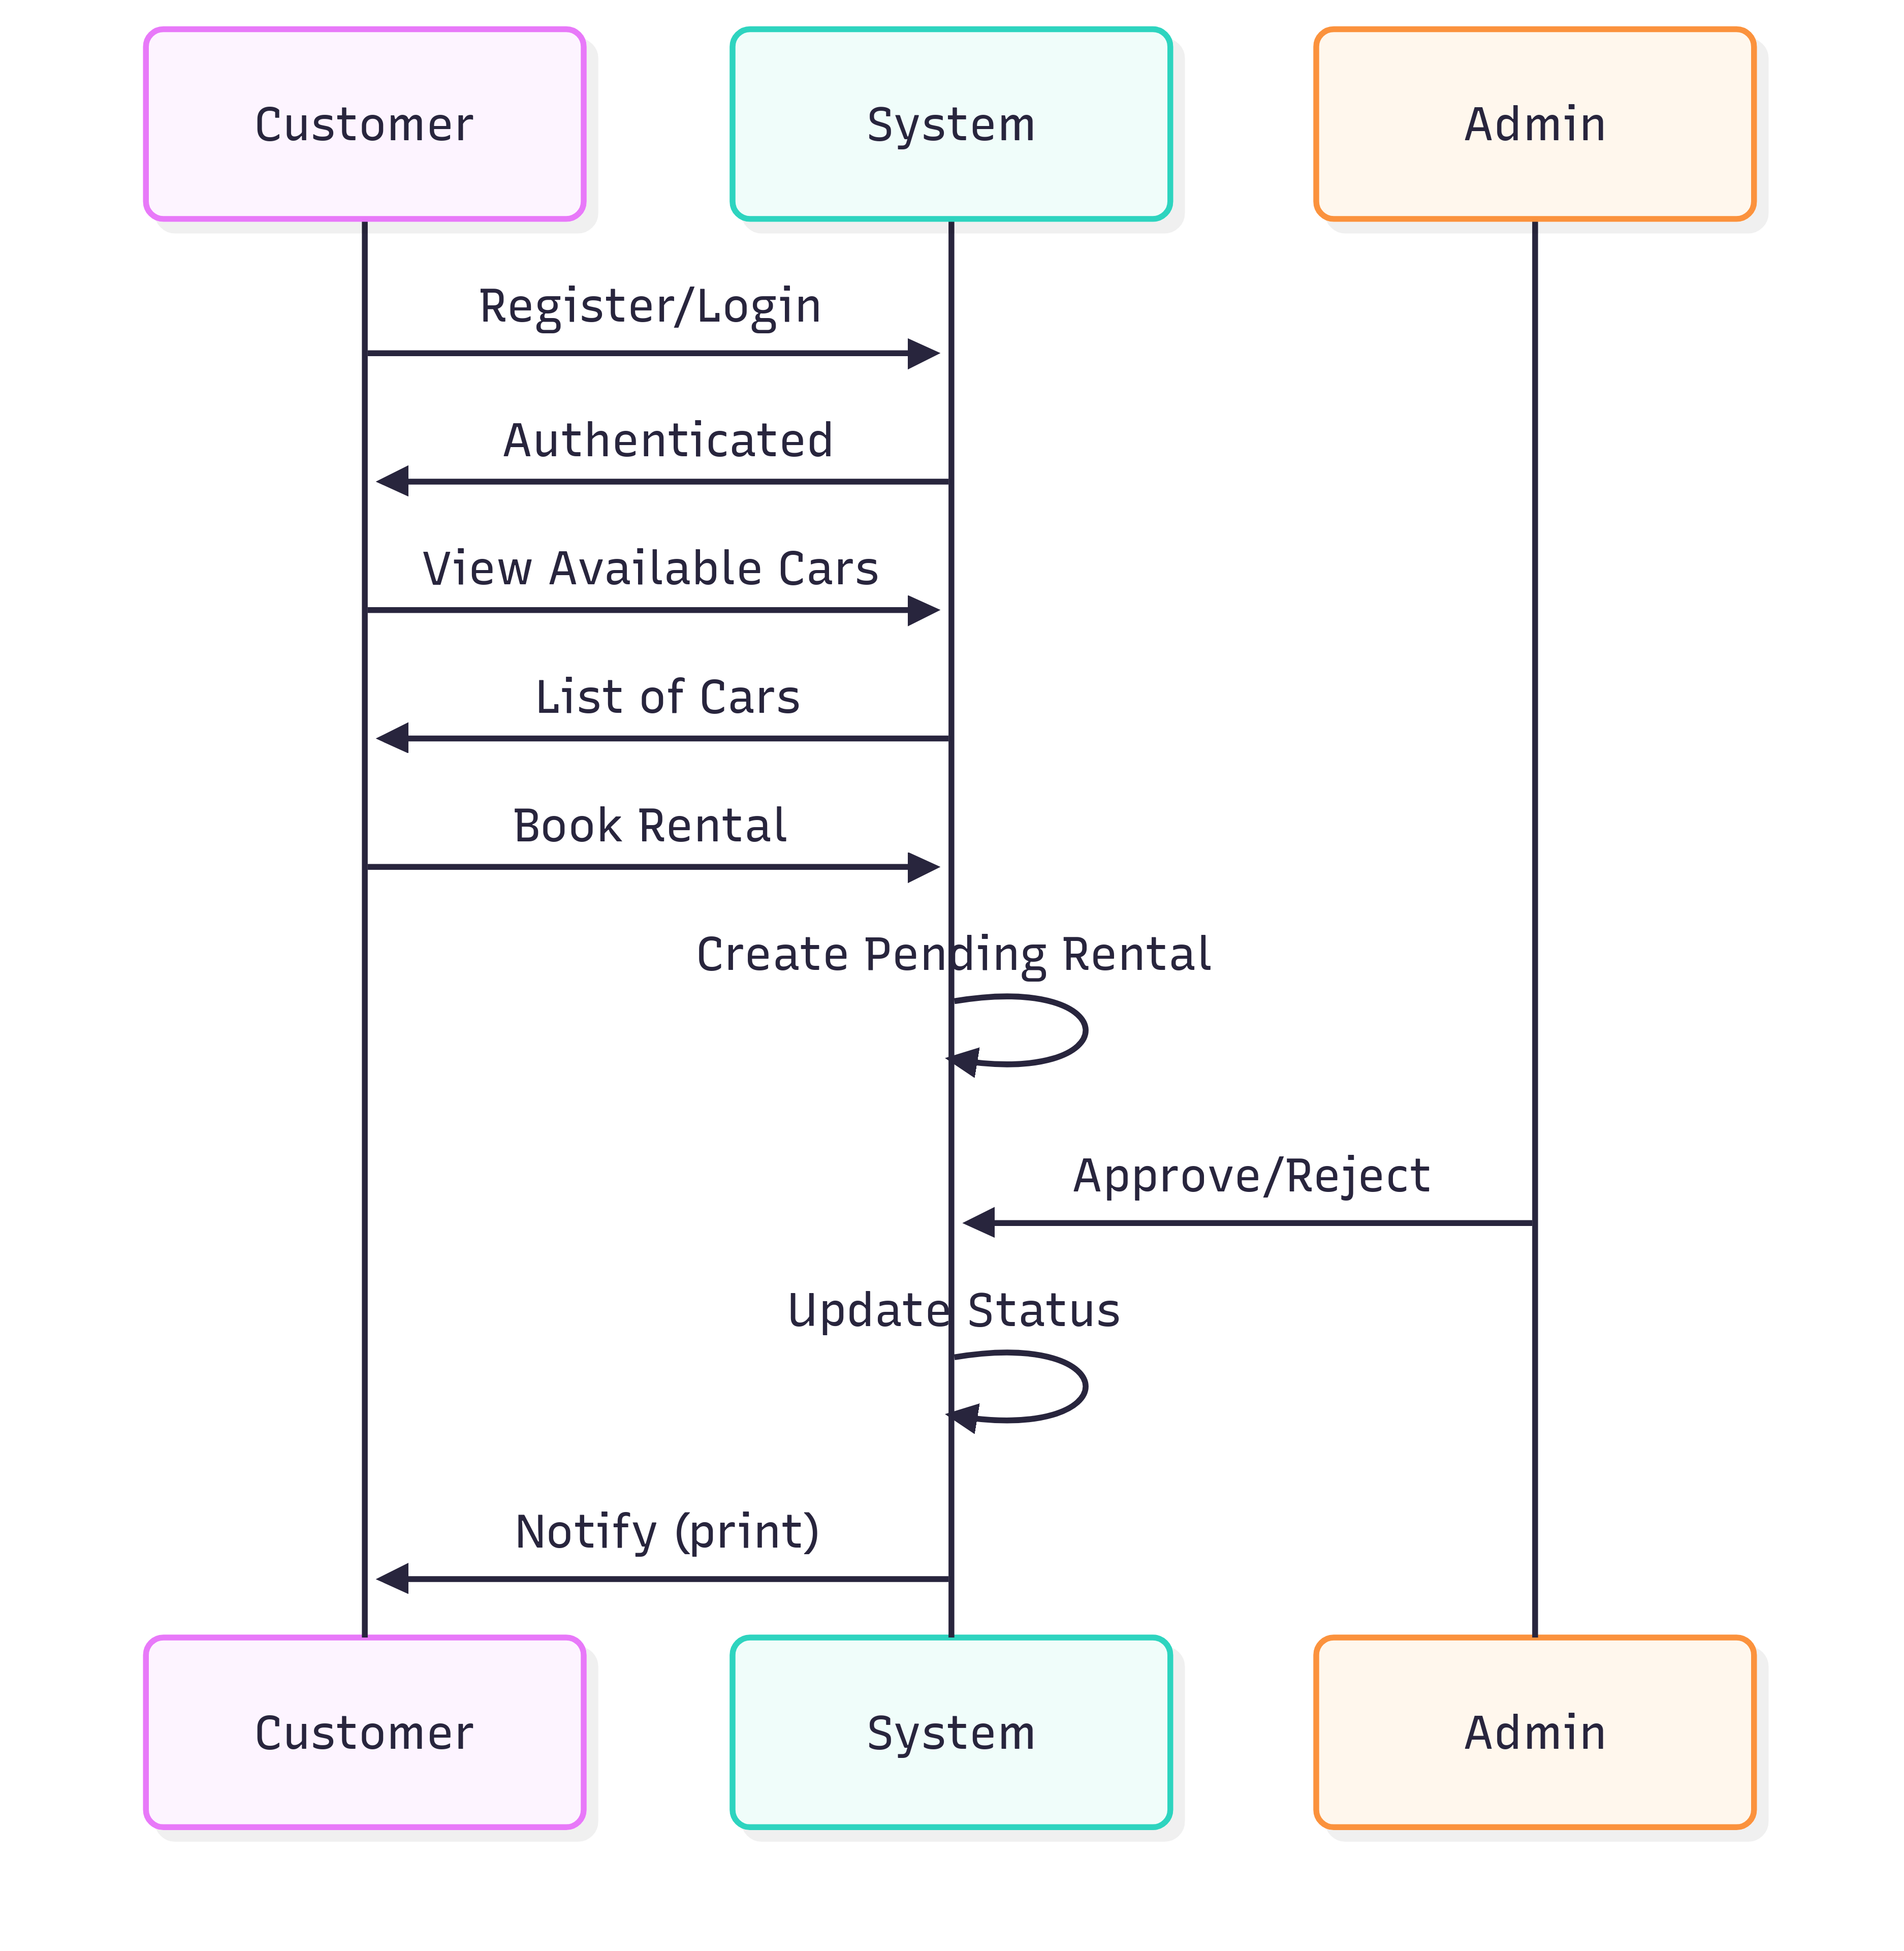 Customer
System
Admin
Register/Login
Authenticated
View Available Cars
List of Cars
Book Rental
Create Pending Rental
Approve/Reject
Update Status
Notify (print)
Customer
System
Admin